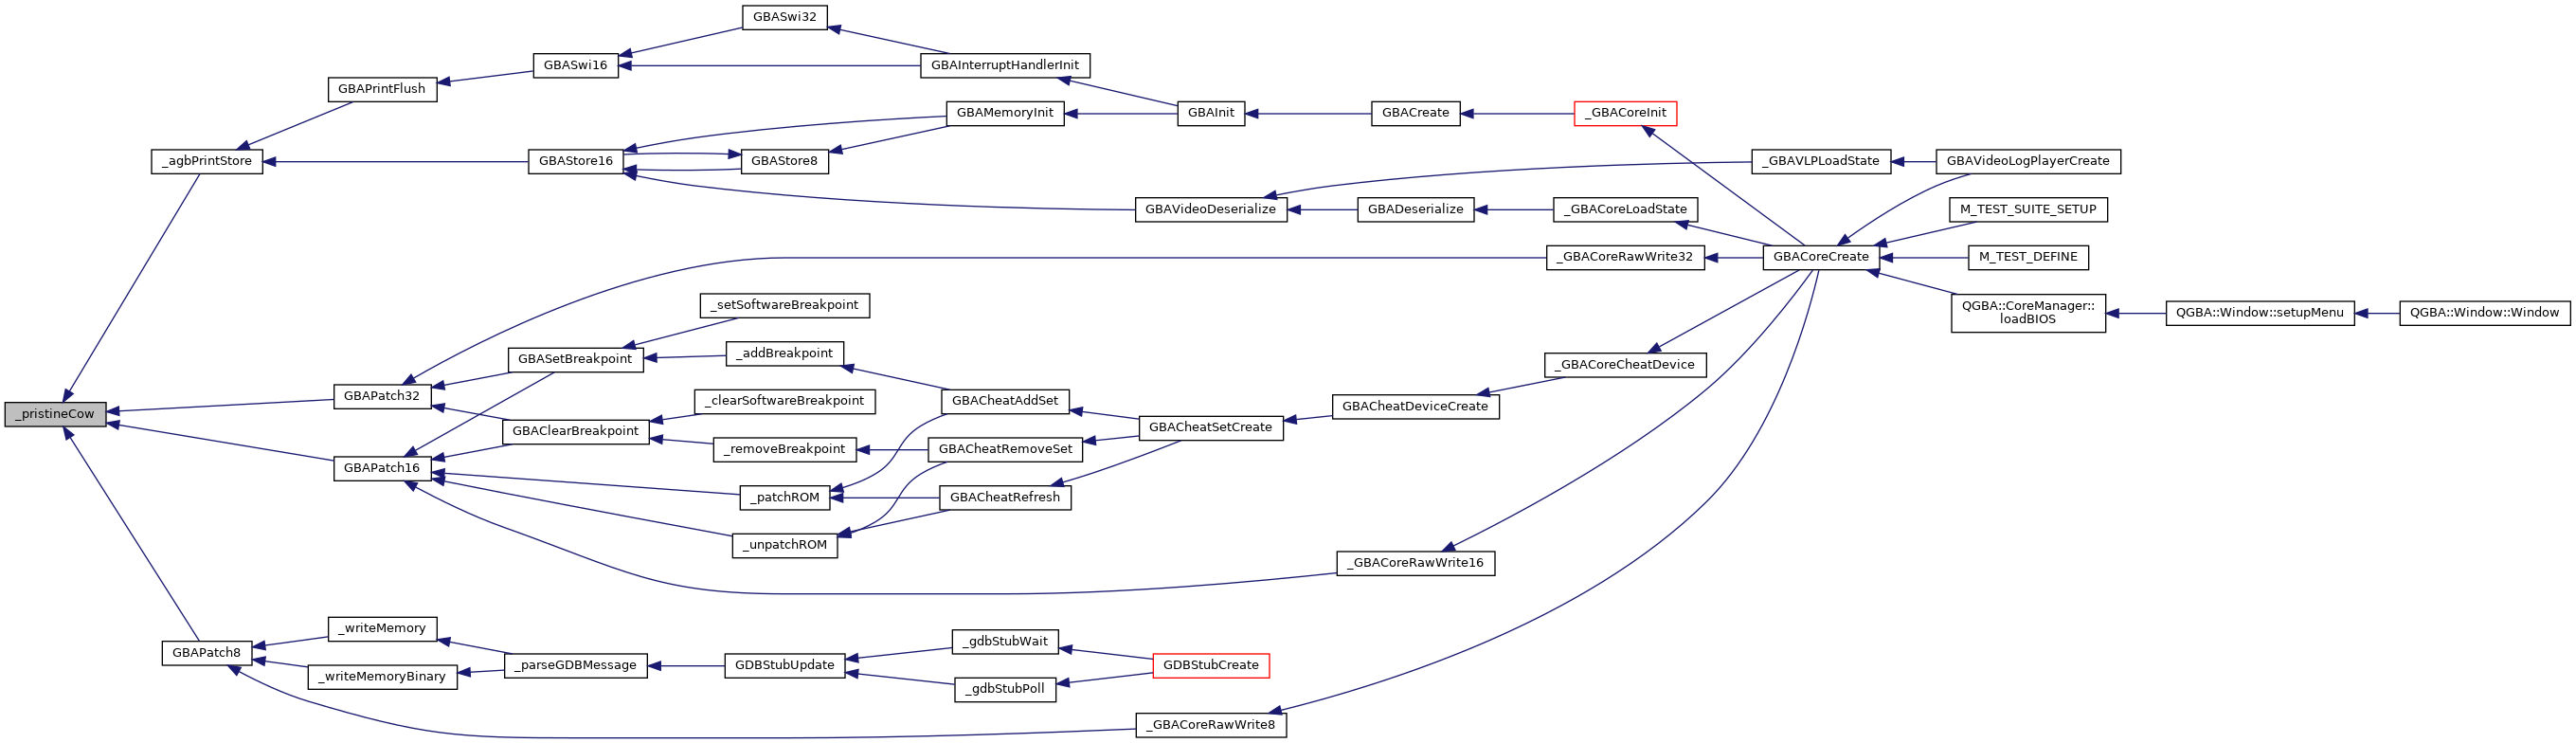 GBASwi32
GBASwi16
GBAInterruptHandlerInit
GBAPrintFlush
GBAMemoryInit
GBAInit
GBACreate
_GBACoreInit
_agbPrintStore
GBAStore16
GBAStore8
_GBAVLPLoadState
GBAVideoLogPlayerCreate
GBAVideoDeserialize
GBADeserialize
_GBACoreLoadState
M_TEST_SUITE_SETUP
_GBACoreRawWrite32
GBACoreCreate
M_TEST_DEFINE
_setSoftwareBreakpoint
QGBA::CoreManager::
loadBIOS
QGBA::Window::setupMenu
QGBA::Window::Window
GBASetBreakpoint
_addBreakpoint
_GBACoreCheatDevice
GBAPatch32
_clearSoftwareBreakpoint
GBACheatAddSet
GBACheatDeviceCreate
_pristineCow
GBAClearBreakpoint
GBACheatSetCreate
_removeBreakpoint
GBACheatRemoveSet
GBAPatch16
_patchROM
GBACheatRefresh
_unpatchROM
_GBACoreRawWrite16
_writeMemory
_gdbStubWait
GBAPatch8
_parseGDBMessage
GDBStubUpdate
GDBStubCreate
_writeMemoryBinary
_gdbStubPoll
_GBACoreRawWrite8